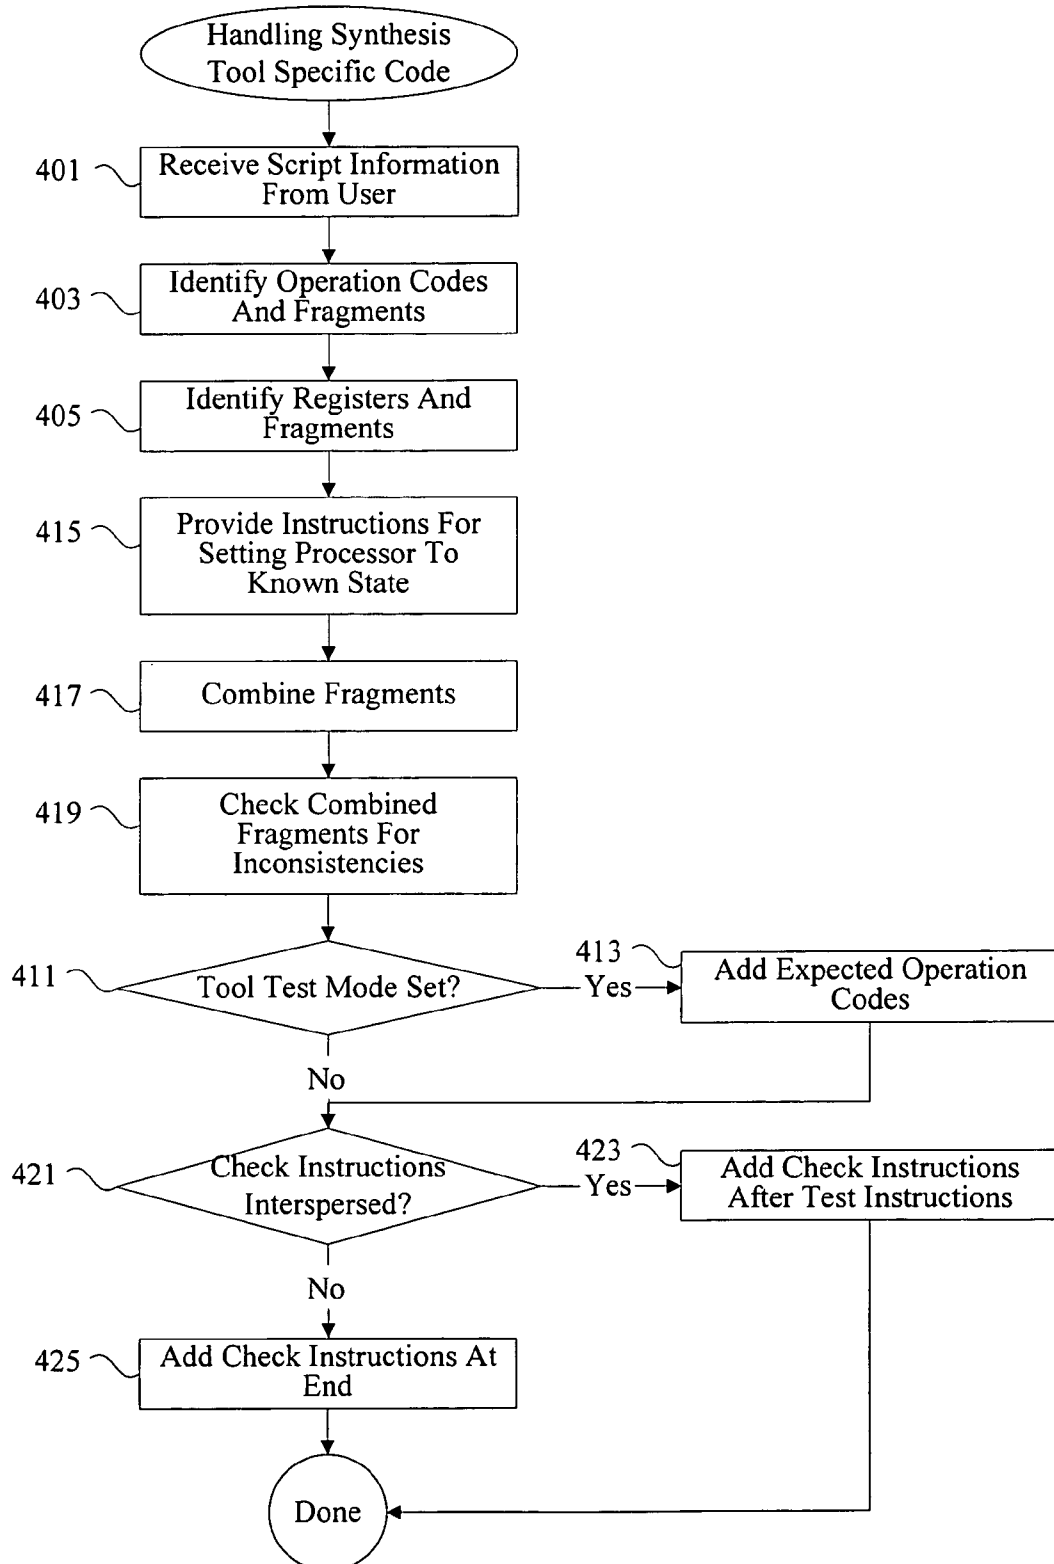 Handling Synthesis
Tool Specific Code
401
Receive Script Information
From User
403
Identify Operation Codes
And Fragments
405
Identify Registers And
Fragments
415
Provide Instructions For
Setting Processor To
Known State
417
Combine Fragments
419
Check Combined
Fragments For
Inconsistencies
411
Tool Test Mode Set?
Yes
413
Add Expected Operation
Codes
No
421
Check Instructions
Interspersed?
Yes
423
Add Check Instructions
After Test Instructions
No
425
Add Check Instructions At
End
Done